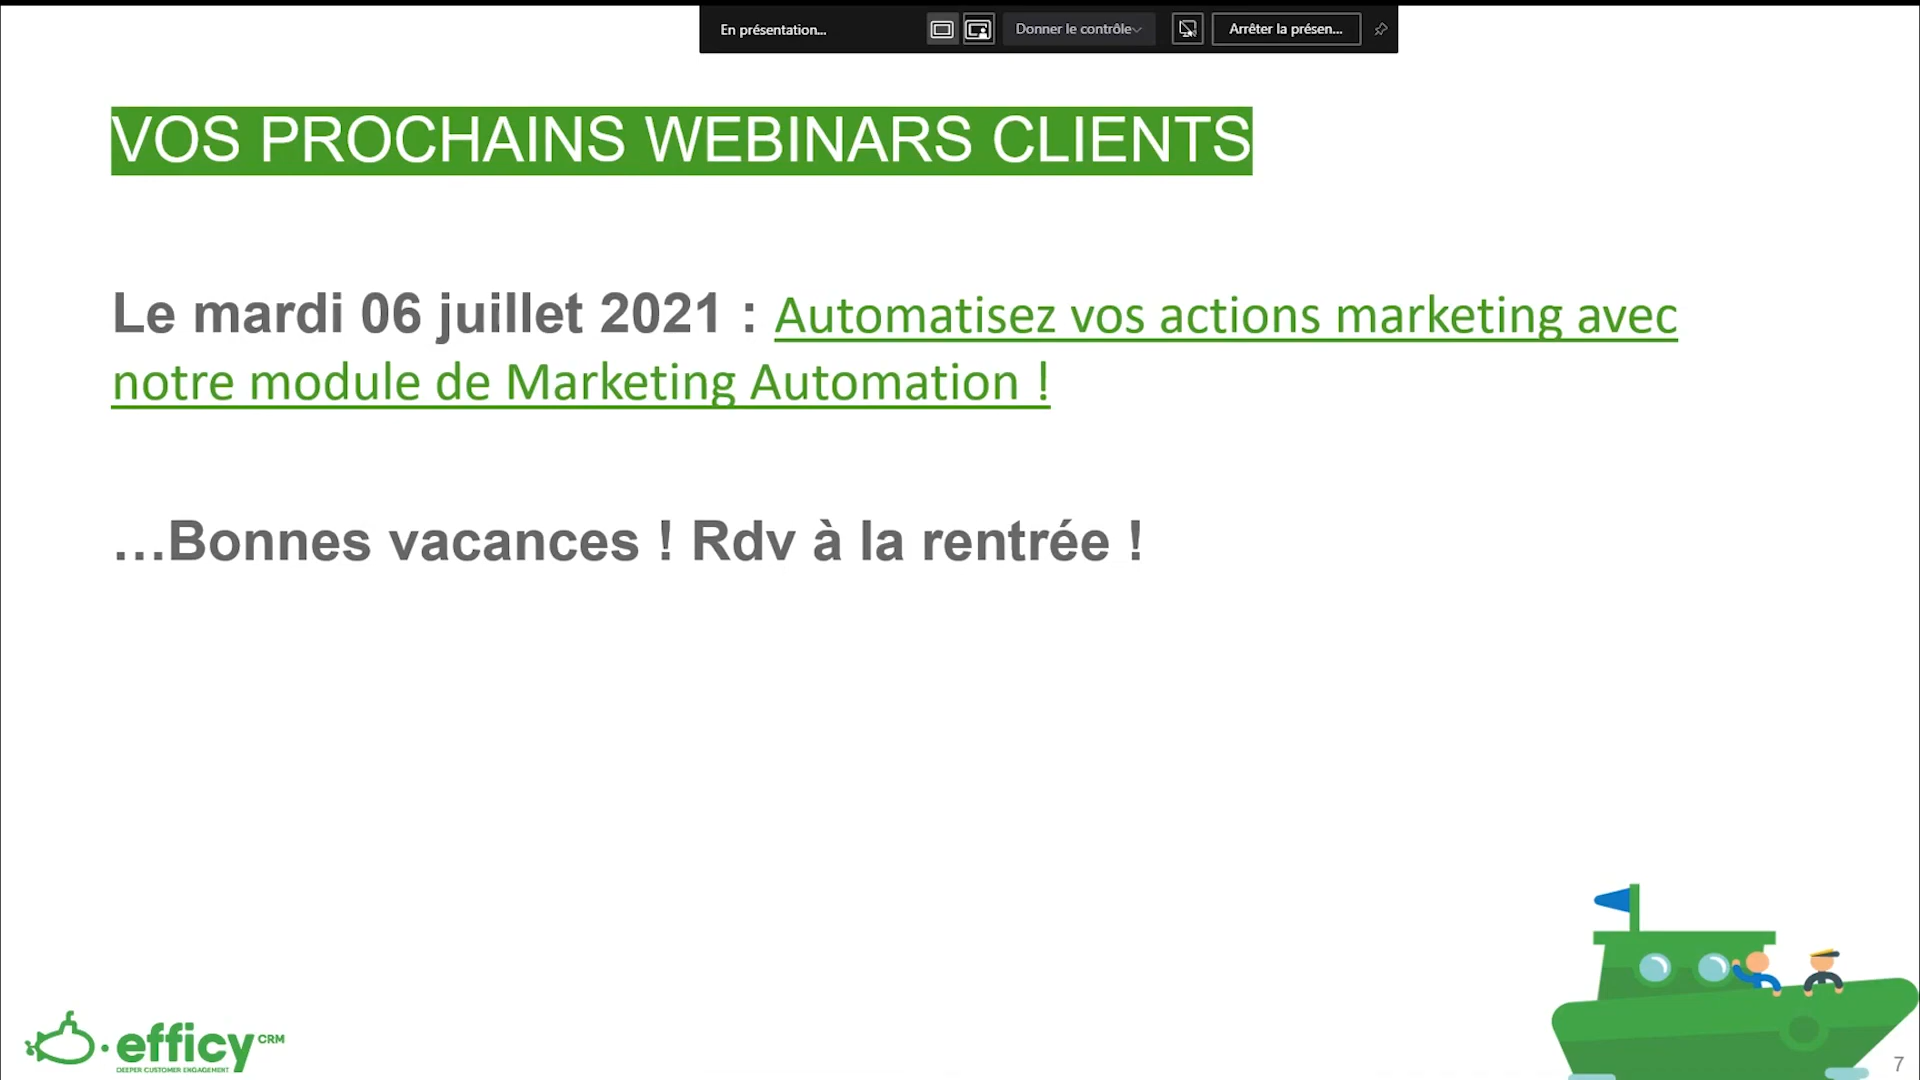 En présentation...
Donner le contrôle
Arrêter la présen...
VOS PROCHAINS WEBINARS CLIENTS
Le mardi 06 juillet 2021 : Automatisez vos actions marketing avec
notre module de Marketing Automation !
…Bonnes vacances ! Rdv à la rentrée !
efficy CRM
DEEPER CUSTOMER ENGAGEMENT
7